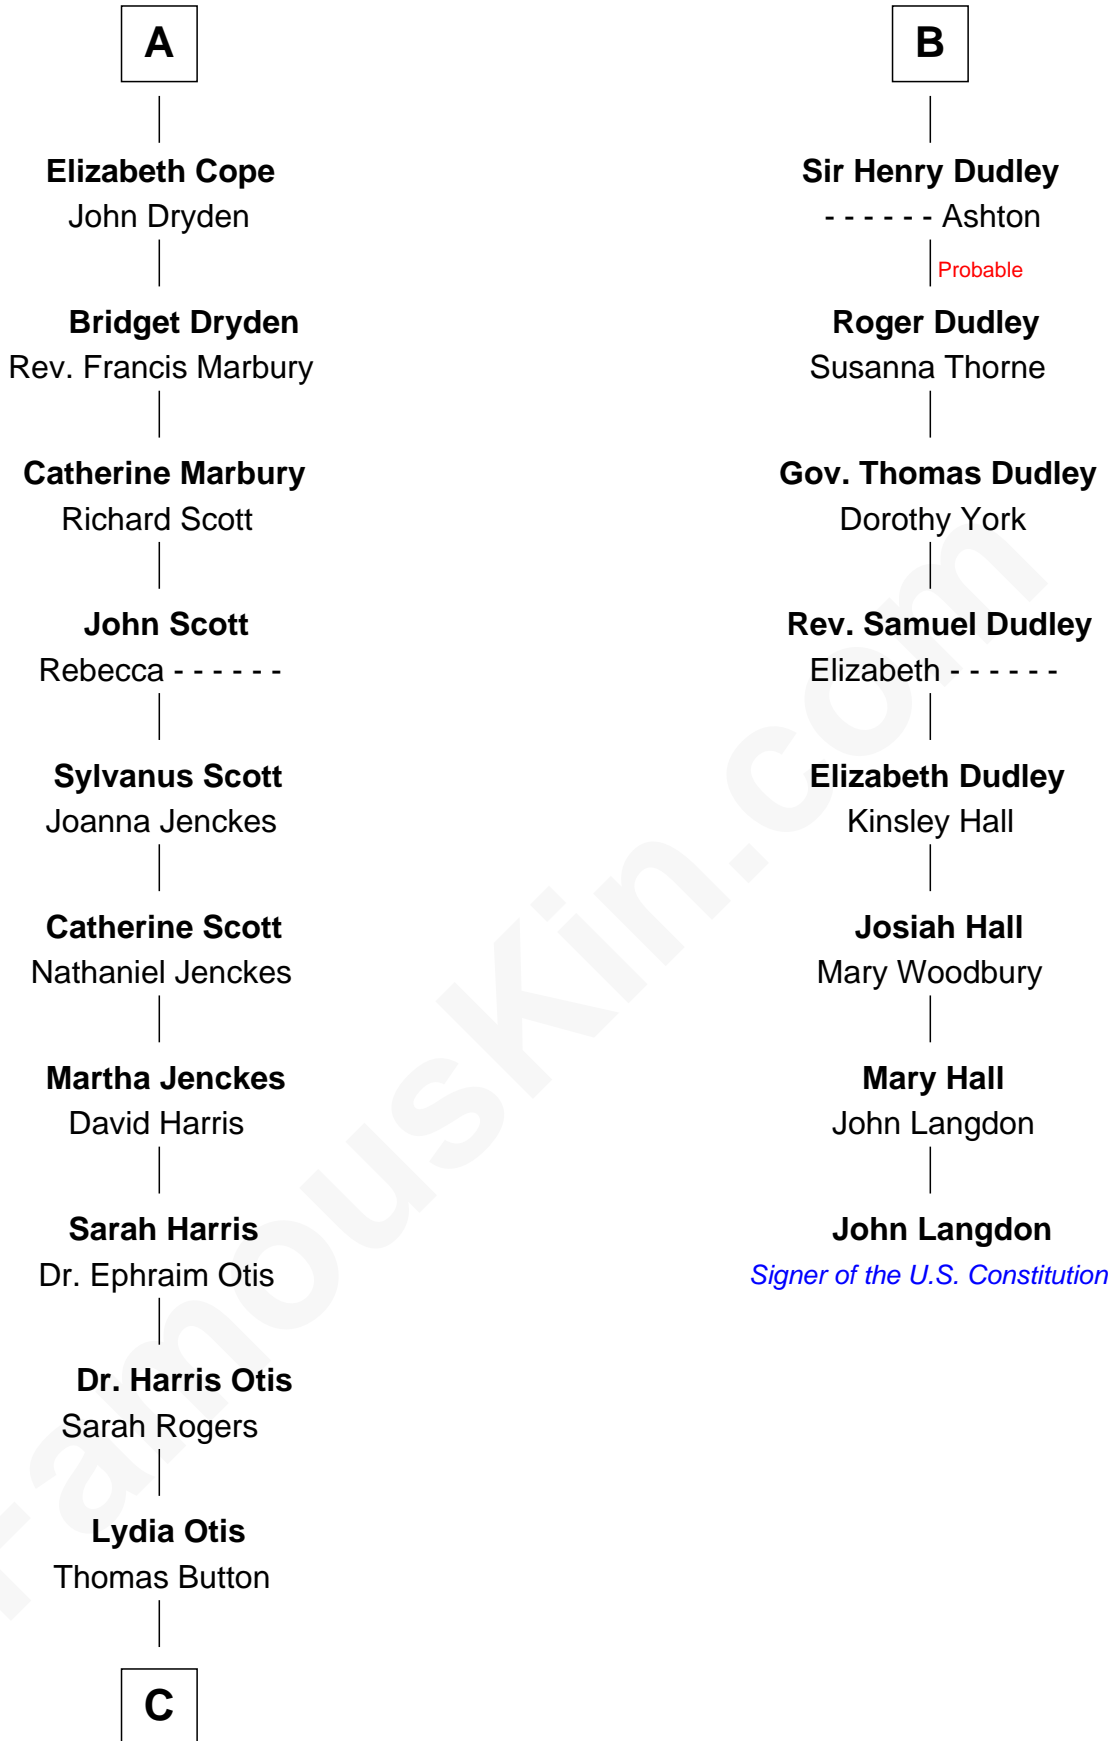 A
Elizabeth Cope
John Dryden
Bridget Dryden
Rev. Francis Marbury
Catherine Marbury
Richard Scott
John Scott
Rebecca - - - - - -
Sylvanus Scott
Joanna Jenckes
Catherine Scott
Nathaniel Jenckes
Martha Jenckes
David Harris
Sarah Harris
Dr. Ephraim Otis
Dr. Harris Otis
Sarah Rogers
Lydia Otis
Thomas Button
C
B
Sir Henry Dudley
- - - - - - Ashton
Probable
Roger Dudley
Susanna Thorne
Gov. Thomas Dudley
Dorothy York
Rev. Samuel Dudley
Elizabeth - - - - - -
Elizabeth Dudley
Kinsley Hall
Josiah Hall
Mary Woodbury
Mary Hall
John Langdon
John Langdon
Signer of the U.S. Constitution
FamousKin.com